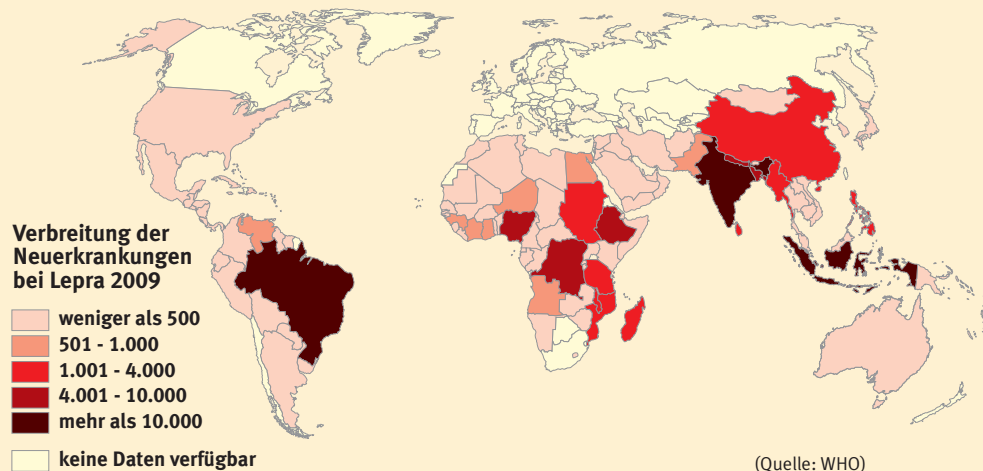 Verbreitung der
Neuerkrankungen
bei Lepra 2009
weniger als 500
501 - 1.000
1.001 - 4.000
4.001 - 10.000
mehr als 10.000
keine Daten verfügbar
(Quelle: WHO)